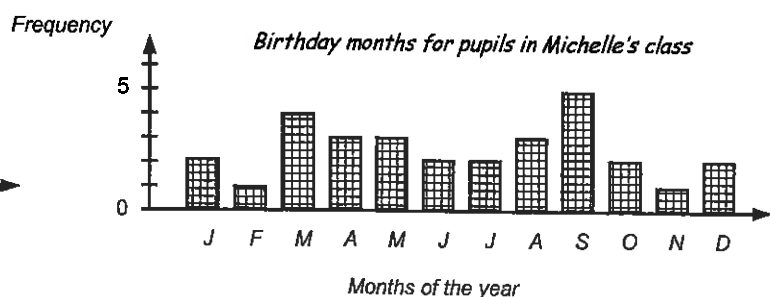 Frequency
Birthday months for pupils in Michelle's class
5
0
J F M A M J J A S O N D
Months of the year